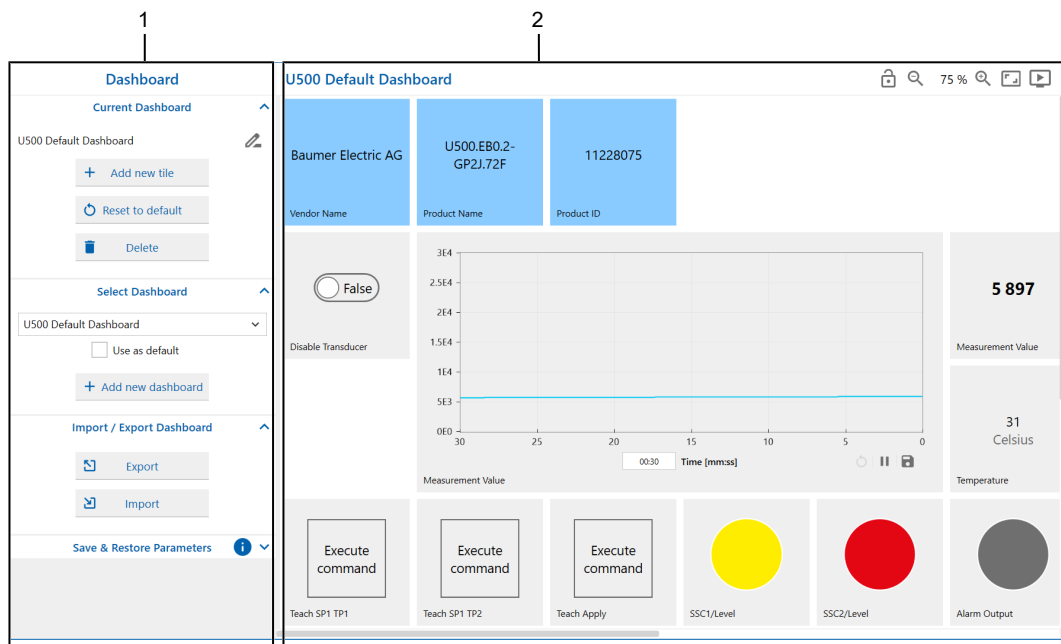 1
2
Dashboard
Current Dashboard
U500 Default Dashboard
+ Add new tile
Reset to default
Delete
Select Dashboard
U500 Default Dashboard
Use as default
+ Add new dashboard
Import / Export Dashboard
Export
Import
Save & Restore Parameters
i
U500 Default Dashboard
75 %
Baumer Electric AG
Vendor Name
U500.EB0.2-
GP2J.72F
Product Name
11228075
Product ID
False
Disable Transducer
3E4
2.5E4
2E4
1.5E4
1E4
5E3
0E0
30
25
20
15
10
5
0
00:30
Time [mm:ss]
Measurement Value
5 897
Measurement Value
31
Celsius
Temperature
Execute
command
Teach SP1 TP1
Execute
command
Teach SP1 TP2
Execute
command
Teach Apply
SSC1/Level
SSC2/Level
Alarm Output